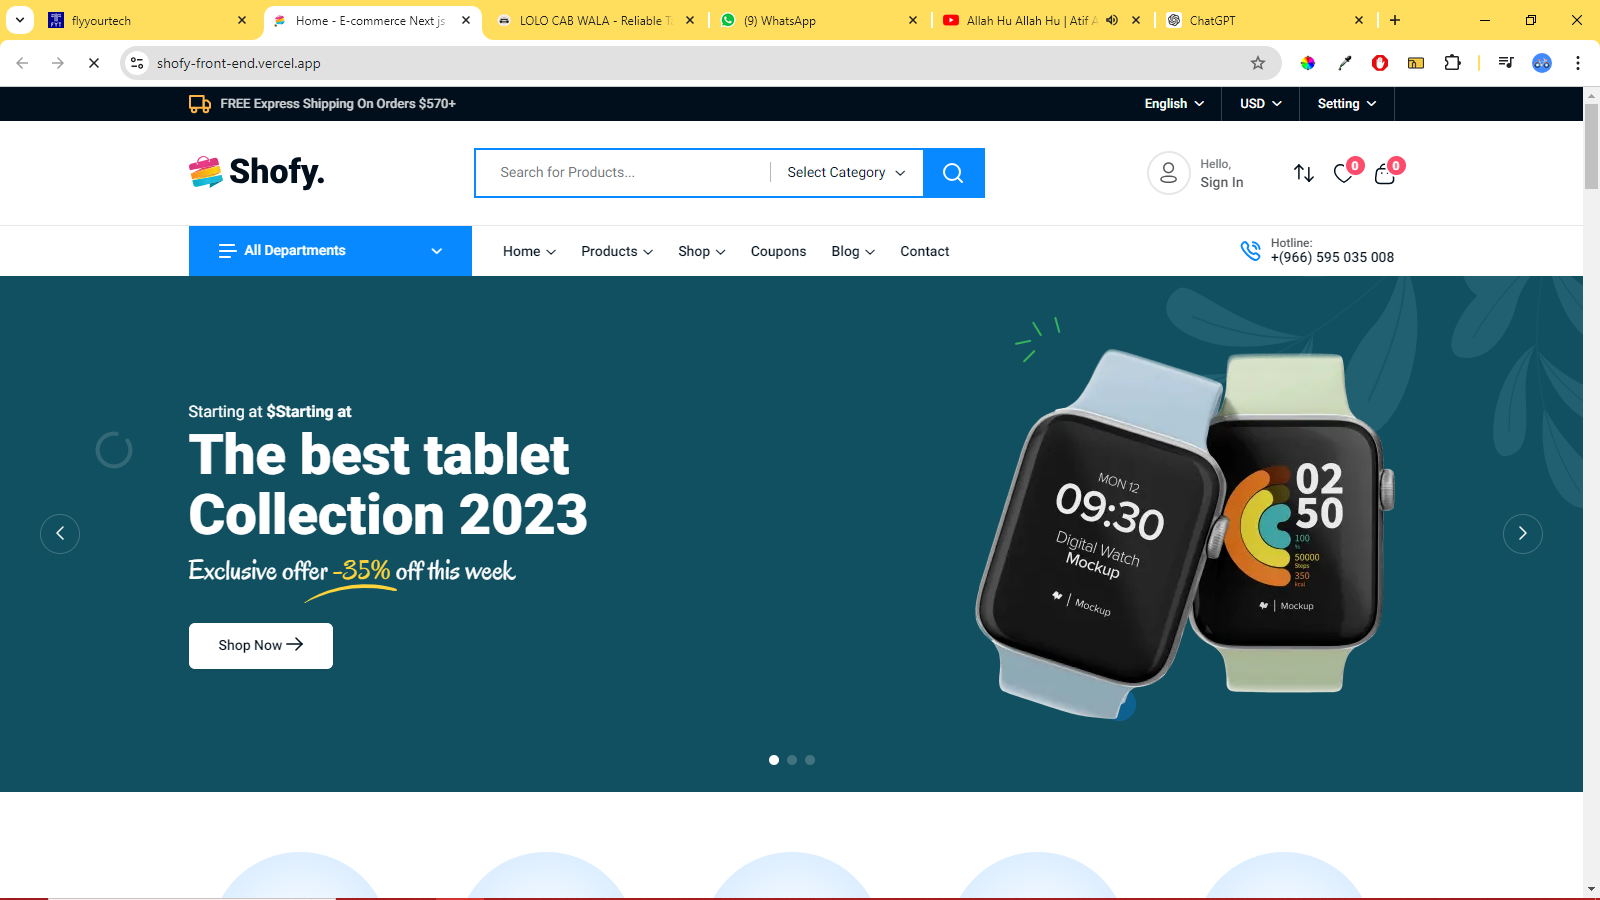 flyyourtech
Home - E-commerce Next js
LOLO CAB WALA - Reliable T
(9) WhatsApp
Allah Hu Allah Hu | Atif A
ChatGPT
shofy-front-end.vercel.app
FREE Express Shipping On Orders $570+
English
USD
Setting
Shofy.
Search for Products...
Select Category
Hello,
Sign In
0
0
All Departments
Home
Products
Shop
Coupons
Blog
Contact
Hotline:
+(966) 595 035 008
Starting at $Starting at
The best tablet
Collection 2023
Exclusive offer -35% off this week
Shop Now
MON 12
09:30
Digital Watch
Mockup
Mockup
02
50
100
%
50000
Steps
350
kcal
Mockup